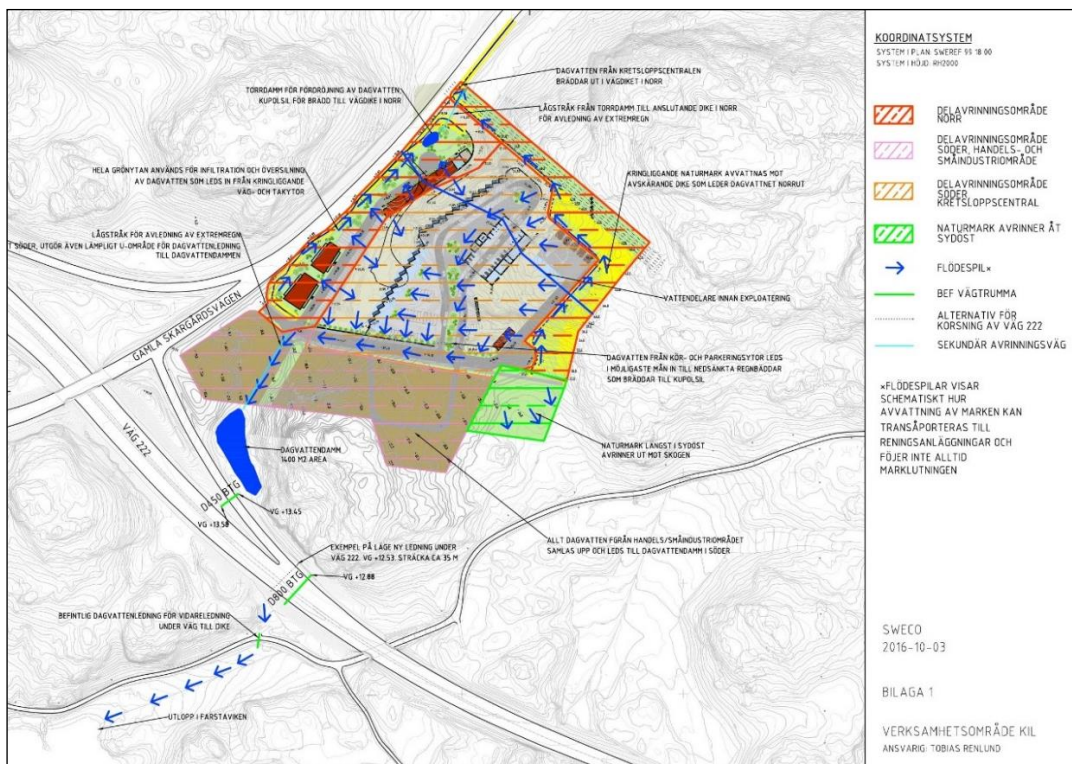 DAGVATTEN FRÅN KRETSLOPPSCENTRALEN
BRÄDDAR UT I VÄGDIKET I NORR
TORRDAMM FÖR FÖRDRÖJNING AV DAGVATTEN
KUPOLSIL FÖR BRÄDD TILL VÄGDIKE I NORR
LÅGSTRÅK FRÅN TORRDAMM TILL ANSLUTANDE DIKE I NORR
FÖR AVLEDNING AV EXTREMREGN
HELA GRÖNYTAN ANVÄNDS FÖR INFILTRATION OCH ÖVERSILNING
AV DAGVATTEN SOM LEDS IN FRÅN KRINGLIGGANDE
VÄG- OCH TAKYTOR
KRINGLIGGANDE NATURMARK AVVATTNAS MOT
AVSKÄRANDE DIKE SOM LEDER DAGVATTNET NORRUT
LÅGSTRÅK FÖR AVLEDNING AV EXTREMREGN
T SÖDER, UTGÖR ÄVEN LÄMPLIGT U-OMRÅDE FÖR DAGVATTENLEDNING
TILL DAGVATTENDAMMEN
VATTENDELARE INNAN EXPLOATERING
GAMLA SKÄRGÅRDSVÄGEN
DAGVATTEN FRÅN KÖR- OCH PARKERINGSYTOR LEDS
I MÖJLIGASTE MÅN IN TILL NEDSÄNKTA REGNBÄDDAR
SOM BRÄDDAR TILL KUPOLSIL
VÄG 222
DAGVATTENDAMM
1400 M2 AREA
NATURMARK LÄNGST I SYDOST
AVRINNER UT MOT SKOGEN
D450 BTG
VG +13.45
VG +13.58
ALLT DAGVATTEN FGRÅN HANDELS/SMÅINDUSTRIOMRÅDET
SAMLAS UPP OCH LEDS TILL DAGVATTENDAMM I SÖDER
EXEMPEL PÅ LÄGE NY LEDNING UNDER
VÄG 222. VG +12.53. STRÄCKA CA 35 M
D800 BTG
VG +12.88
BEFINTLIG DAGVATTENLEDNING FÖR VIDARELEDNING
UNDER VÄG TILL DIKE
UTLOPP I FARSTAVIKEN
KOORDINATSYSTEM
SYSTEM I PLAN: SWEREF 99 18 00
SYSTEM I HÖJD: RH2000
DELAVRINNINGSOMRÅDE
NORR
DELAVRINNINGSOMRÅDE
SÖDER, HANDELS- OCH
SMÅINDUSTRIOMRÅDE
DELAVRINNINGSOMRÅDE
SÖDER
KRETSLOPPSCENTRAL
NATURMARK AVRINNER ÅT
SYDOST
FLÖDESPIL×
BEF VÄGTRUMMA
ALTERNATIV FÖR
KORSNING AV VÄG 222
SEKUNDÄR AVRINNINGSVÄG
×FLÖDESPILAR VISAR
SCHEMATISKT HUR
AVVATTNING AV MARKEN KAN
TRANSPORTERAS TILL
RENINGSANLÄGGNINGAR OCH
FÖJER INTE ALLTID
MARKLUTNINGEN
SWECO
2016-10-03
BILAGA 1
VERKSAMHETSOMRÅDE KIL
ANSVARIG: TOBIAS RENLUND